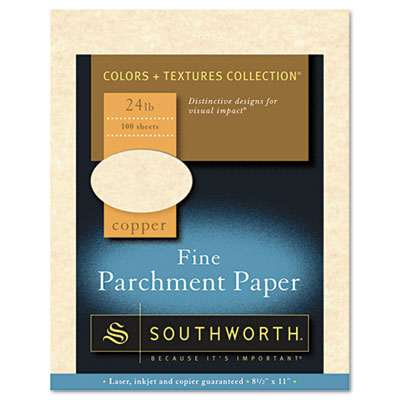 COLORS + TEXTURES COLLECTION®
24lb
100 sheets
Distinctive designs for
visual impact®
copper
Fine
Parchment Paper
S
SOUTHWORTH®
BECAUSE IT'S IMPORTANT®
• Laser, inkjet and copier guaranteed • 8½" x 11" •